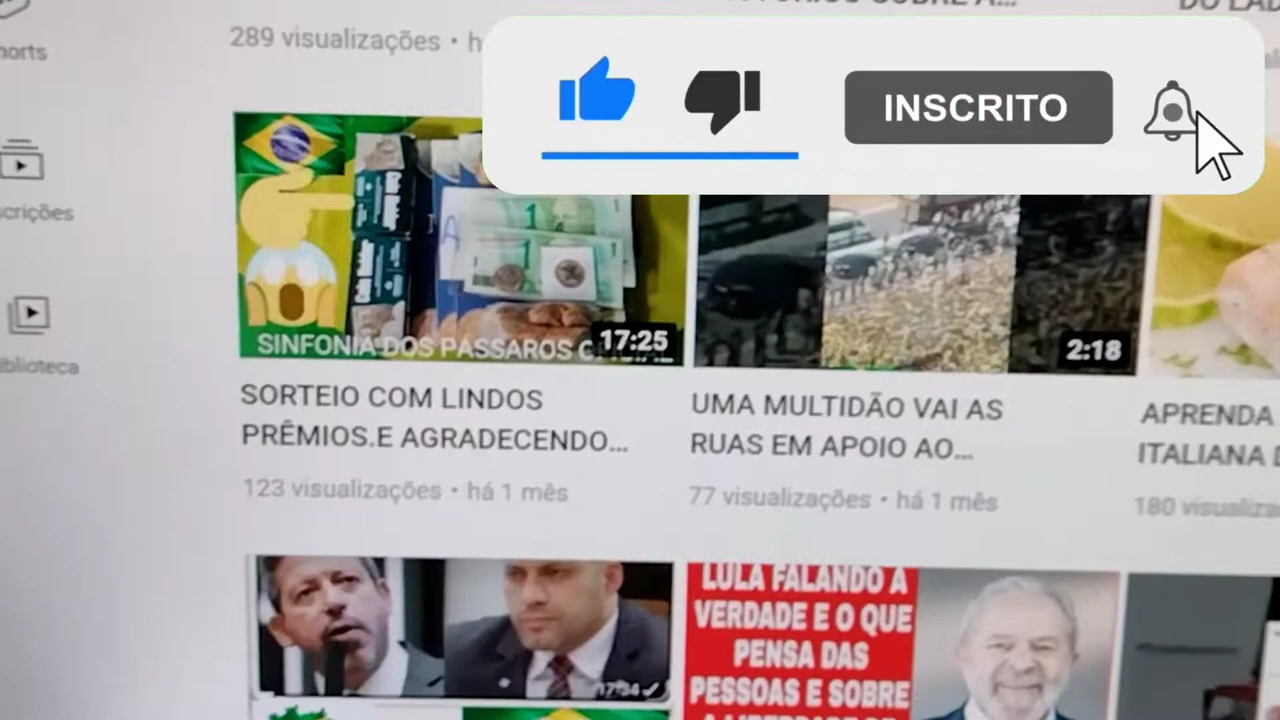 289 visualizações • h
INSCRITO
SINFONIA DOS PÁSSAROS
17:25
2:18
SORTEIO COM LINDOS
PRÊMIOS.E AGRADECENDO...
123 visualizações • há 1 mês
UMA MULTIDÃO VAI AS
RUAS EM APOIO AO...
77 visualizações • há 1 mês
APRENDA
ITALIANA
180 visualiza
LULA FALANDO A
VERDADE E O QUE
PENSA DAS
PESSOAS E SOBRE